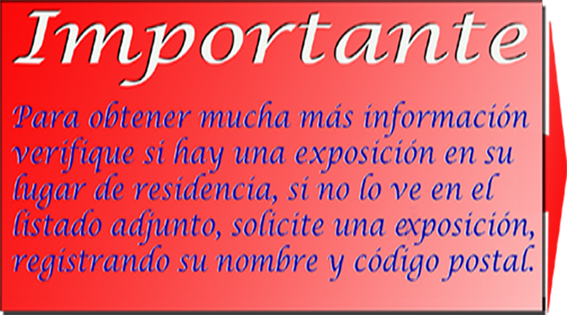 Importante
Para obtener mucha más información
verifique si hay una exposición en su
lugar de residencia, si no lo ve en el
listado adjunto, solicite una exposición,
registrando su nombre y código postal.